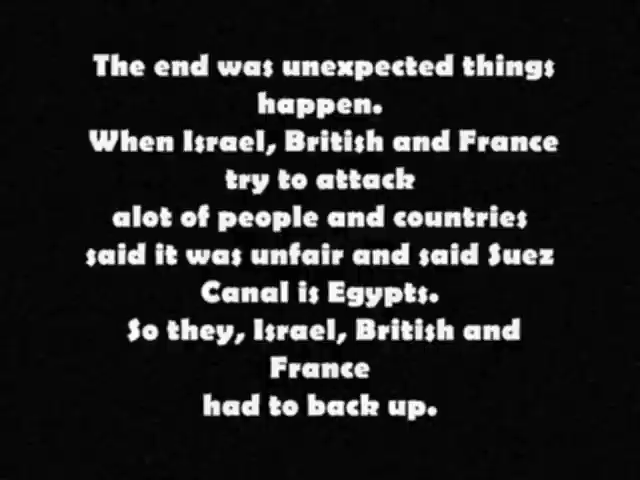 The end was unexpected things
happen.
When Israel, British and France
try to attack
alot of people and countries
said it was unfair and said Suez
Canal is Egypts.
So they, Israel, British and
France
had to back up.